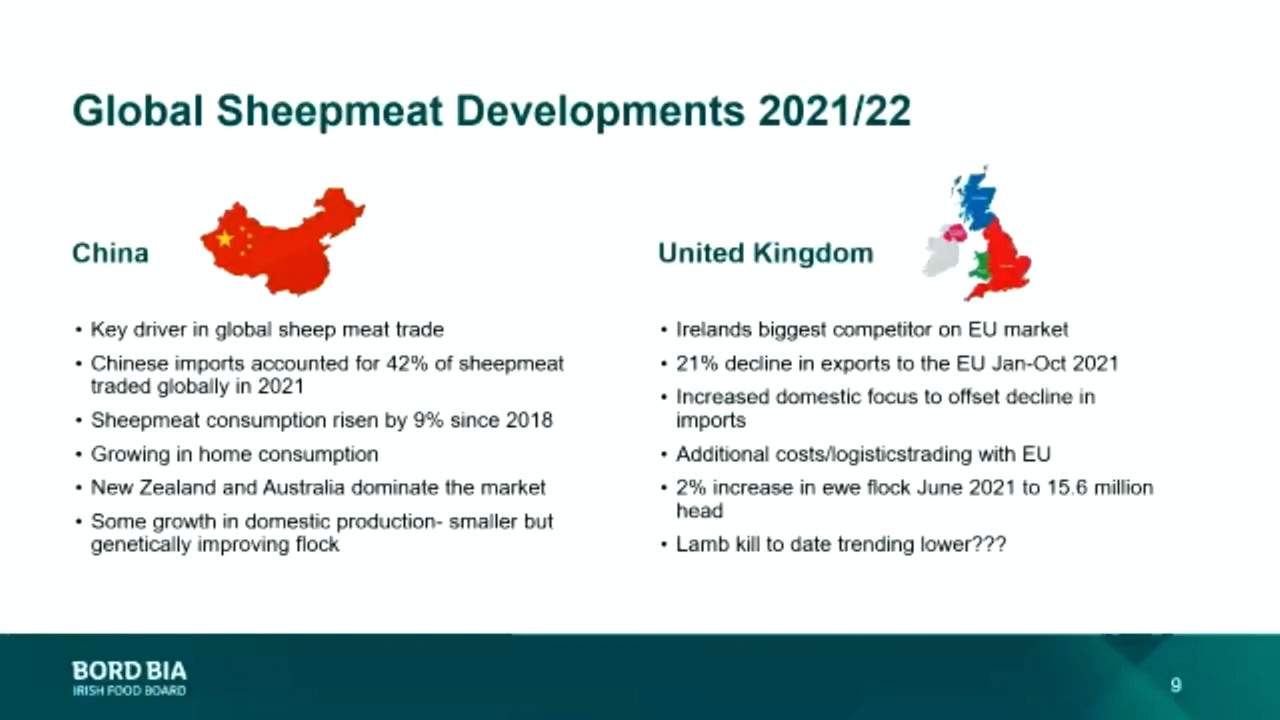 Global Sheepmeat Developments 2021/22
China
• Key driver in global sheep meat trade
• Chinese imports accounted for 42% of sheepmeat
traded globally in 2021
• Sheepmeat consumption risen by 9% since 2018
• Growing in home consumption
• New Zealand and Australia dominate the market
• Some growth in domestic production- smaller but
genetically improving flock
United Kingdom
• Irelands biggest competitor on EU market
• 21% decline in exports to the EU Jan-Oct 2021
• Increased domestic focus to offset decline in
imports
• Additional costs/logisticstrading with EU
• 2% increase in ewe flock June 2021 to 15.6 million
head
• Lamb kill to date trending lower???
BORD BIA
IRISH FOOD BOARD
9